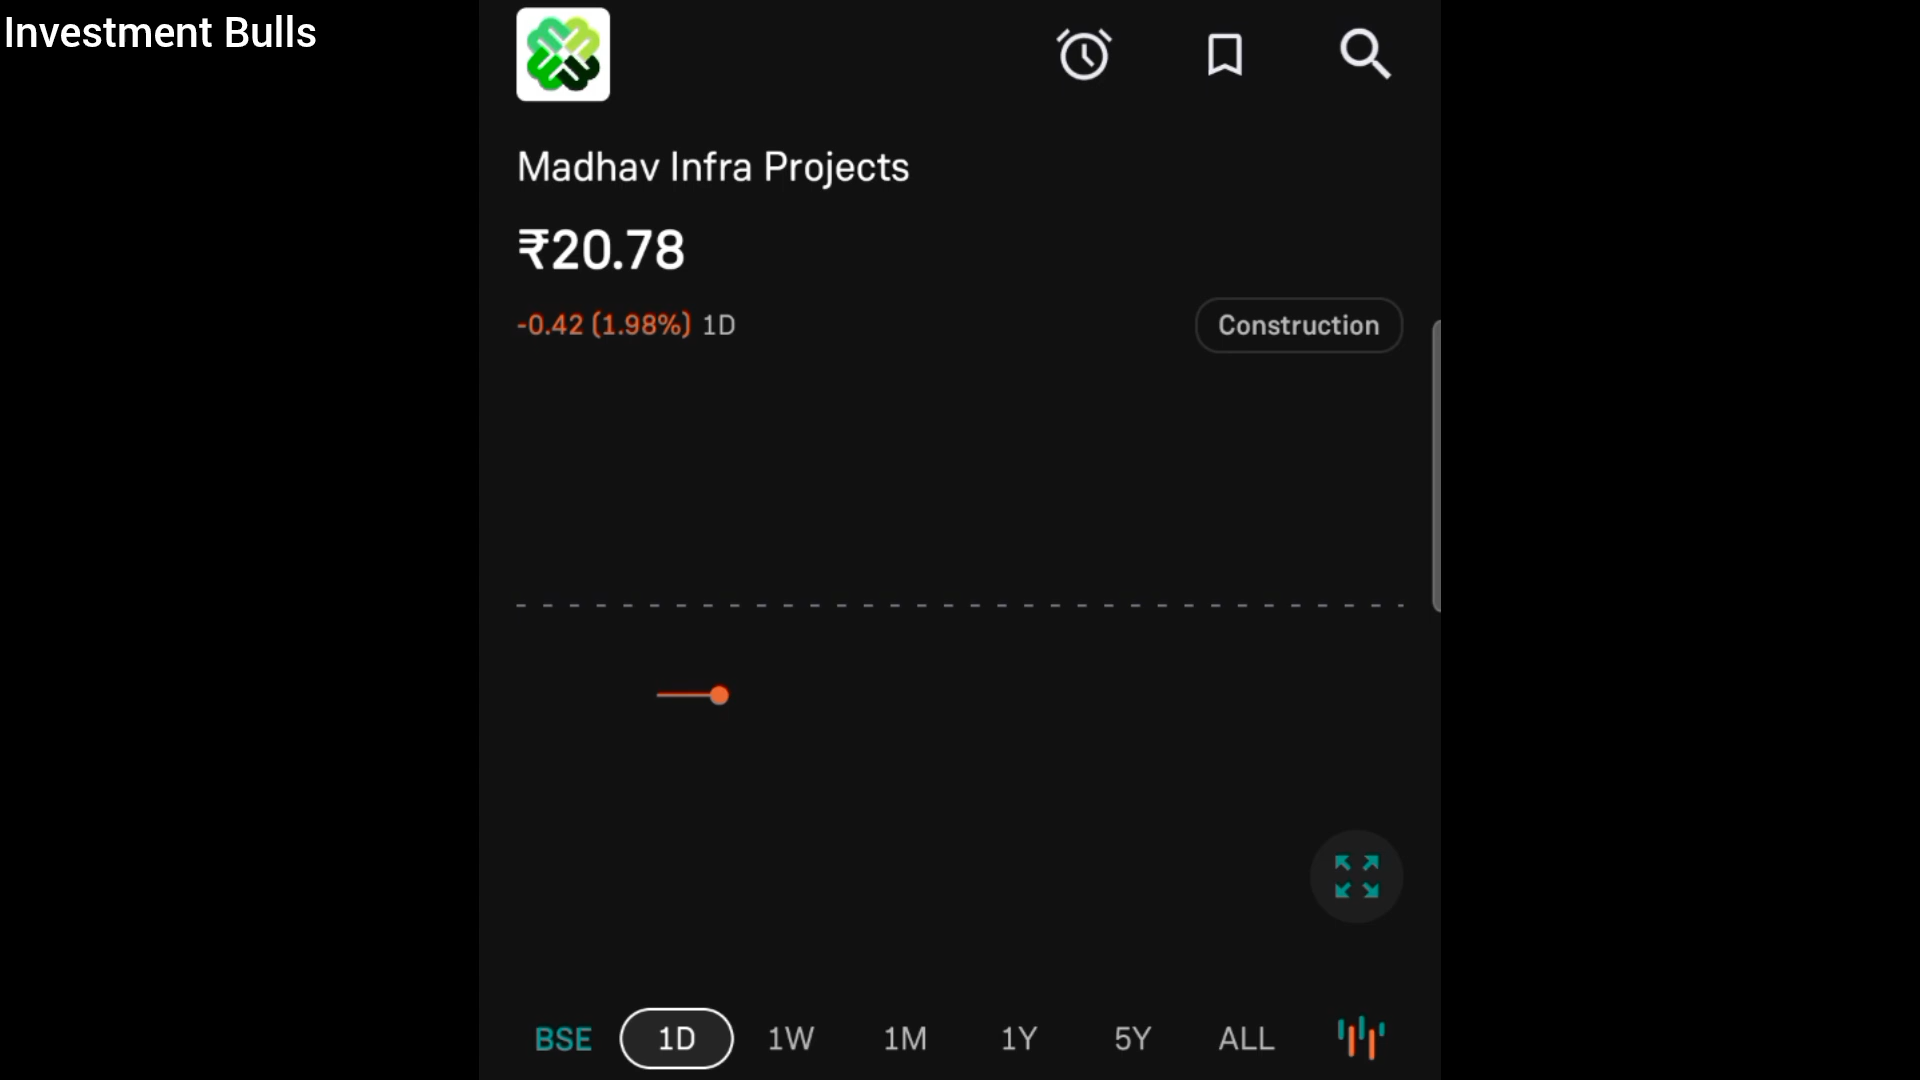 Investment Bulls
Madhav Infra Projects
₹20.78
-0.42 (1.98%) 1D
Construction
BSE 1D 1W 1M 1Y 5Y ALL